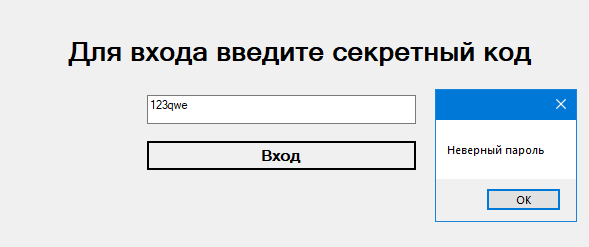 Для входа введите секретный код
123qwe
Вход
Неверный пароль
OK